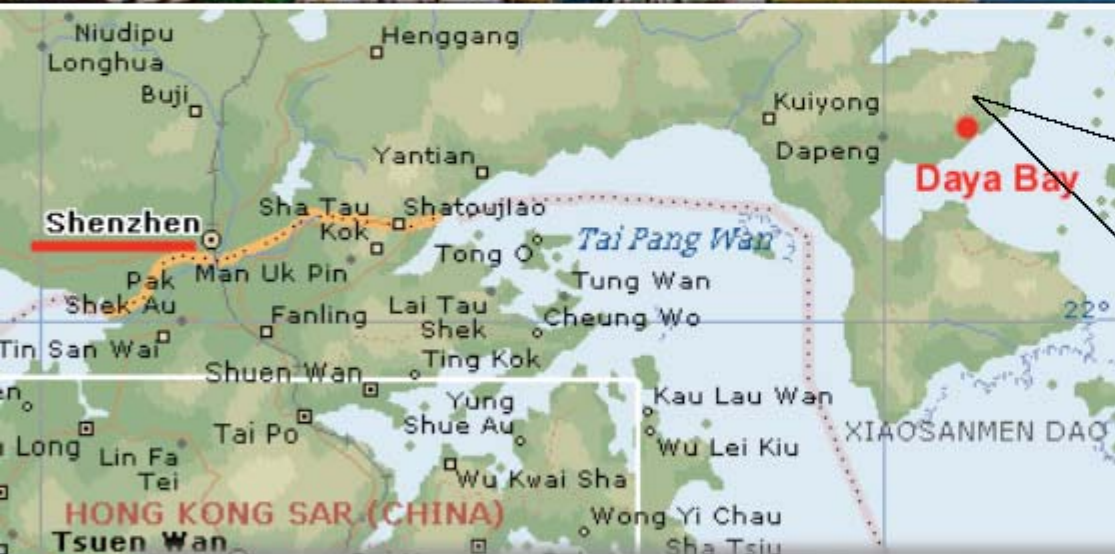 Niudipu
Longhua
Henggang
Buji
Kuiyong
Yantian
Dapeng
Daya Bay
Sha Tau
Kok
Shatoujlao
Shenzhen
Tai Pang Wan
Tong O
Pak
Man Uk Pin
Tung Wan
Shek Au
Lai Tau
Shek
22°
Fanling
Cheung Wo
Tin San Wai
Ting Kok
Shuen Wan
Yung
Shue Au
Kau Lau Wan
Tai Po
XIAOSANMEN DAO
Long
Lin Fa
Tei
Wu Lei Kiu
Wu Kwai Sha
HONG KONG SAR (CHINA)
Wong Yi Chau
Tsuen Wan
Sha Tsiu